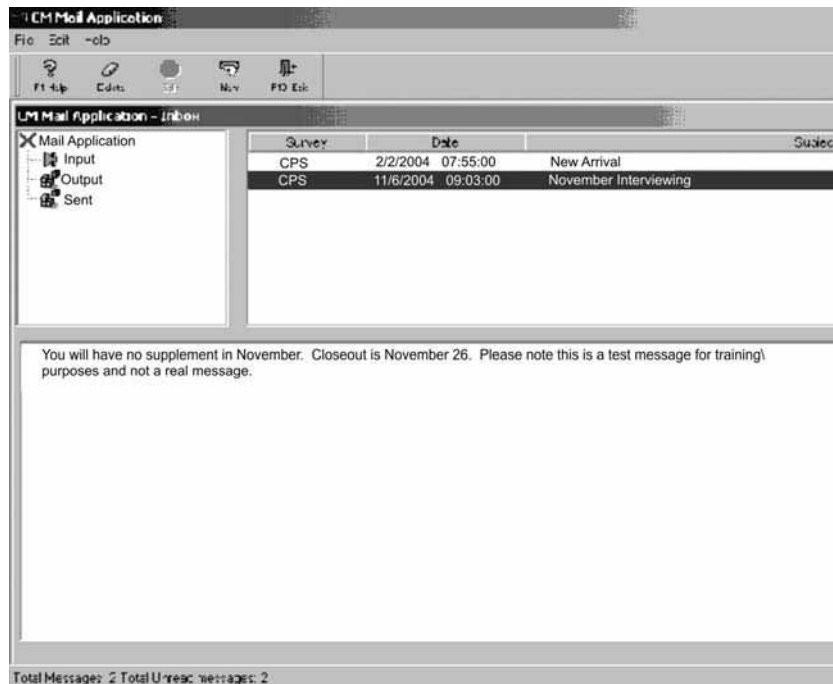 CM Mail Application
Edit
F1 Help
New
F10 Exit
CM Mail Application - Inbox
Mail Application
Input
Output
Sent
Survey Date
CPS 2/2/2004 07:55:00 New Arrival
CPS 11/6/2004 09:03:00 November Interviewing
You will have no supplement in November. Closeout is November 26. Please note this is a test message for training\
purposes and not a real message.
Total Messages 2 Total Unread messages: 2